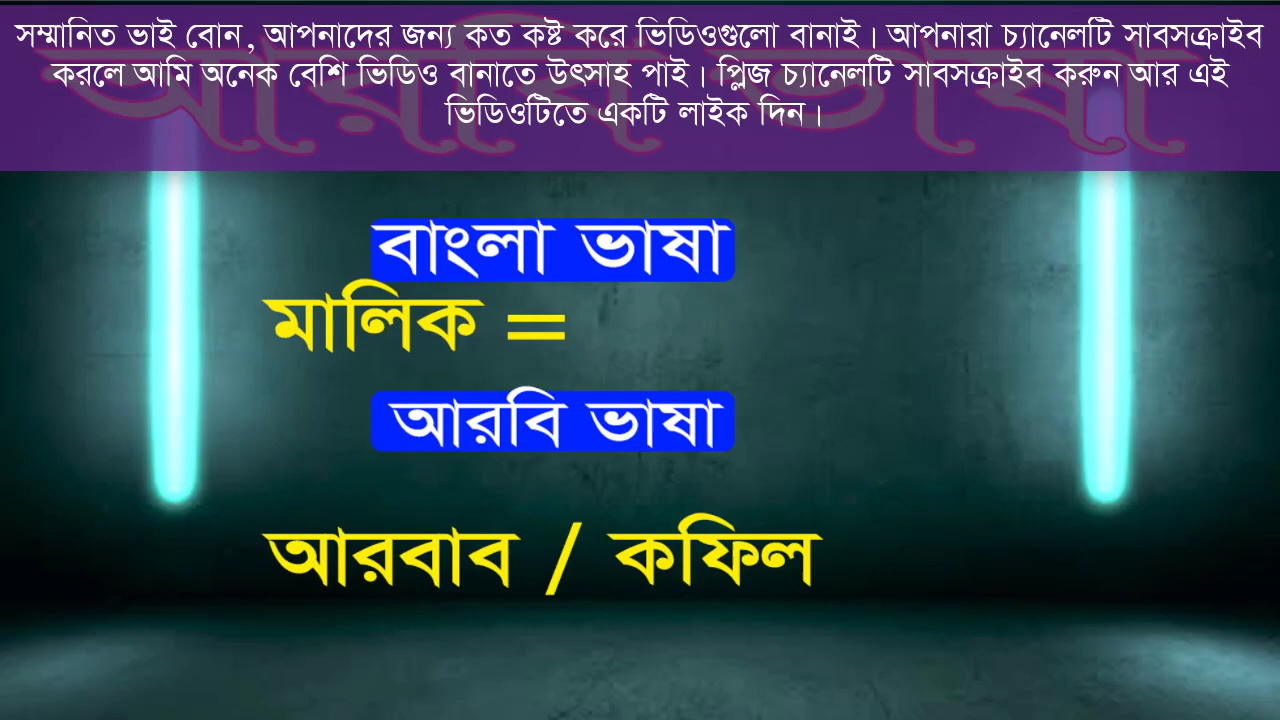 সম্মানিত ভাই বোন, আপনাদের জন্য কত কষ্ট করে ভিডিওগুলো বানাই। আপনারা চ্যানেলটি সাবসক্রাইব
করলে আমি অনেক বেশি ভিডিও বানাতে উৎসাহ পাই। প্লিজ চ্যানেলটি সাবসক্রাইব করুন আর এই
ভিডিওটিতে একটি লাইক দিন।
আরবি ভাষা
বাংলা ভাষা
মালিক =
আরবি ভাষা
আরবাব / কফিল